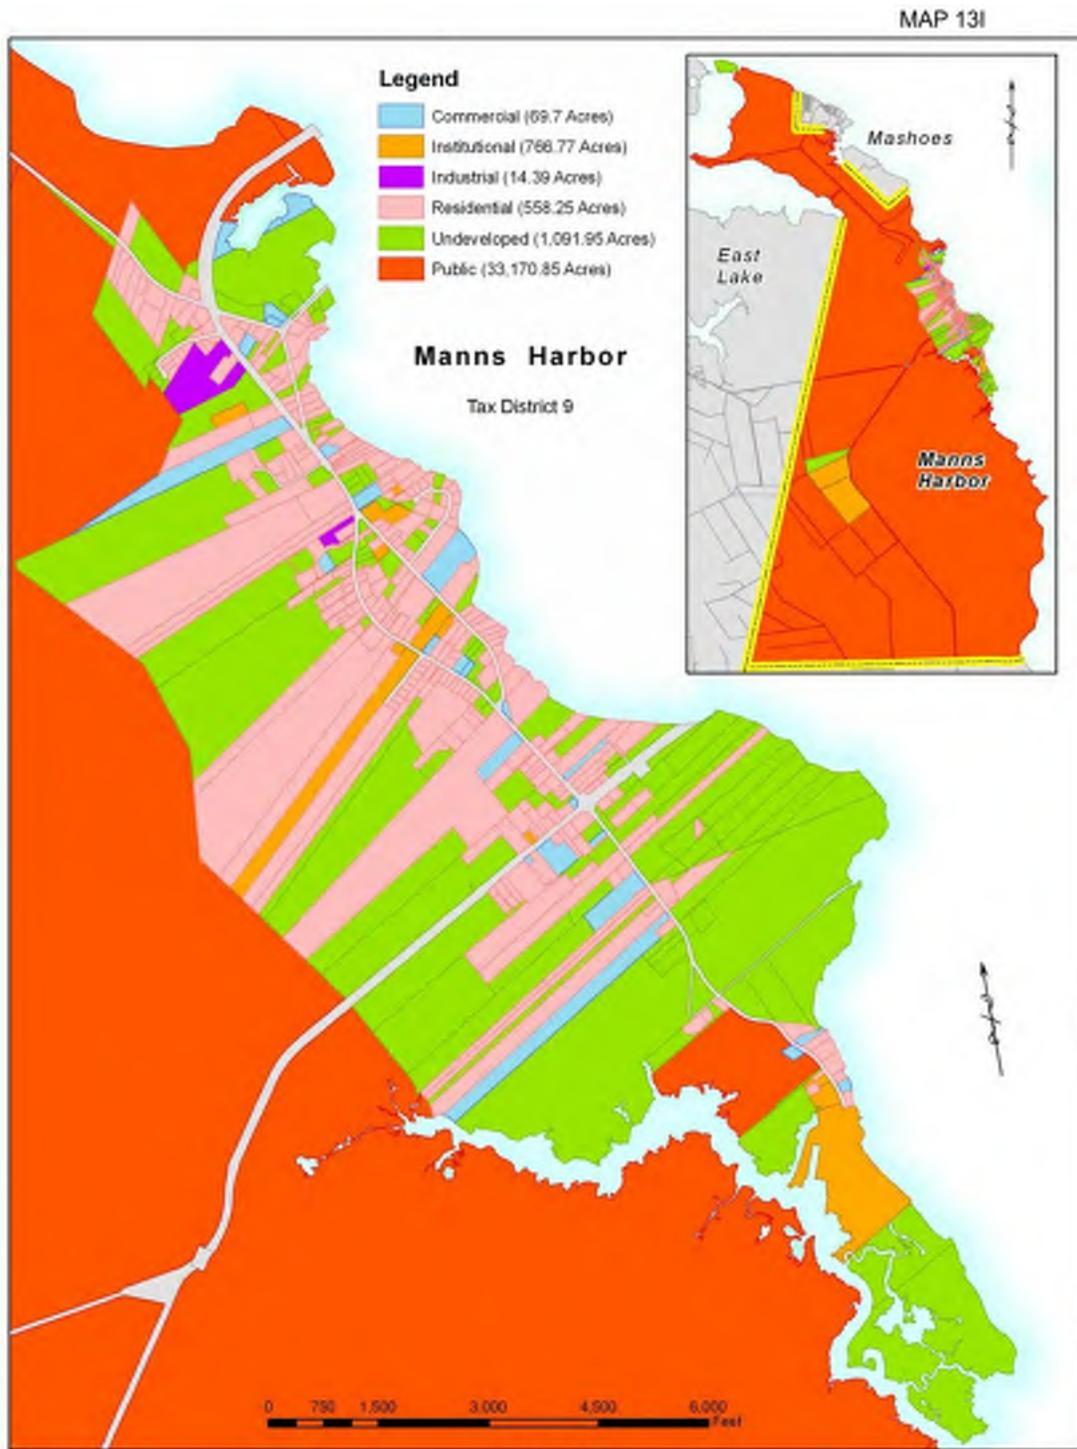 MAP 13I
Legend
Commercial (69.7 Acres)
Institutional (766.77 Acres)
Industrial (14.39 Acres)
Residential (558.25 Acres)
Undeveloped (1,091.95 Acres)
Public (33,170.85 Acres)
Manns Harbor
Tax District 9
Mashoes
East
Lake
Manns
Harbor
0 750 1,500 3,000 4,500 6,000
Feet